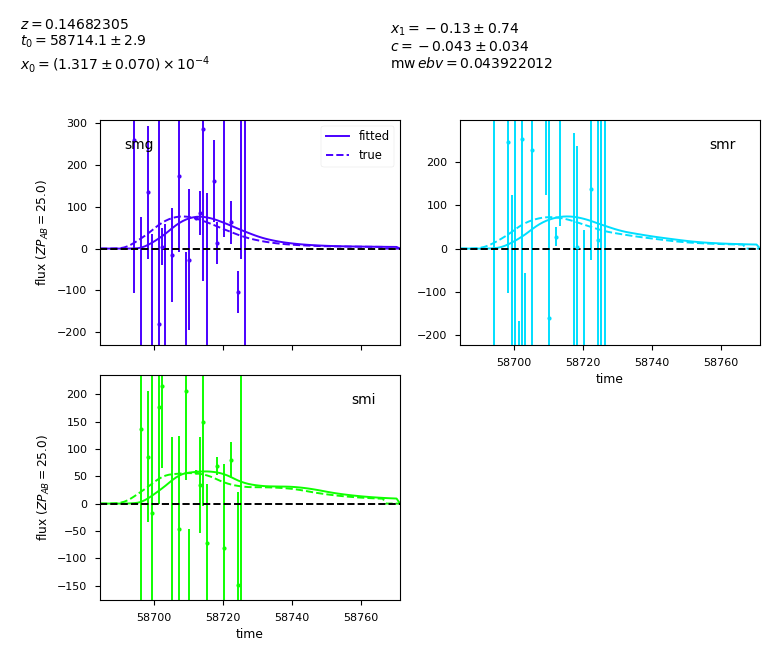 z = 0.14682305
t₀ = 58714.1 ± 2.9
x₀ = (1.317 ± 0.070) × 10⁻⁴
x₁ = −0.13 ± 0.74
c = −0.043 ± 0.034
mw ebv = 0.043922012
smg
fitted
true
300
200
100
0
−100
−200
flux (ZP_AB = 25.0)
smr
200
100
0
−100
−200
58700 58720 58740 58760
time
smi
200
150
100
50
0
−50
−100
−150
flux (ZP_AB = 25.0)
58700 58720 58740 58760
time